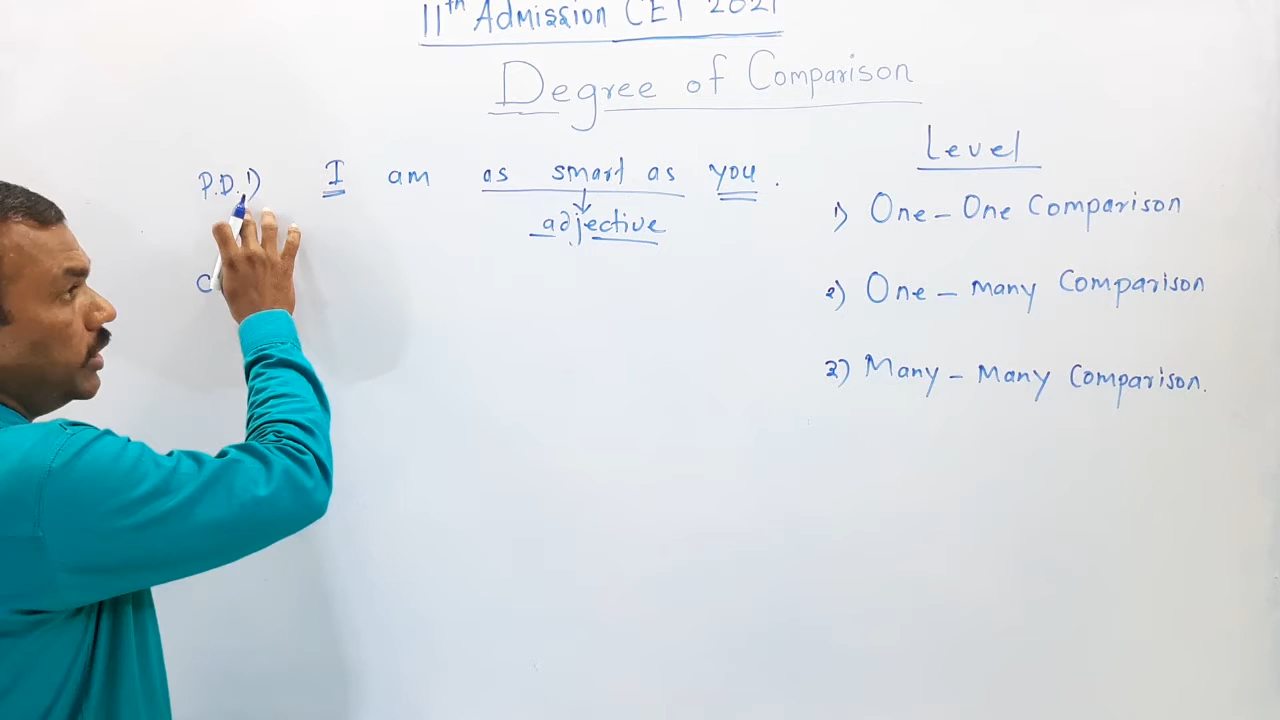 11th Admission CET 2021
Degree of Comparison
P.D. 1) I am as smart as you.
adjective
C
Level
1) One - One Comparison
2) One - Many Comparison
3) Many - Many Comparison.